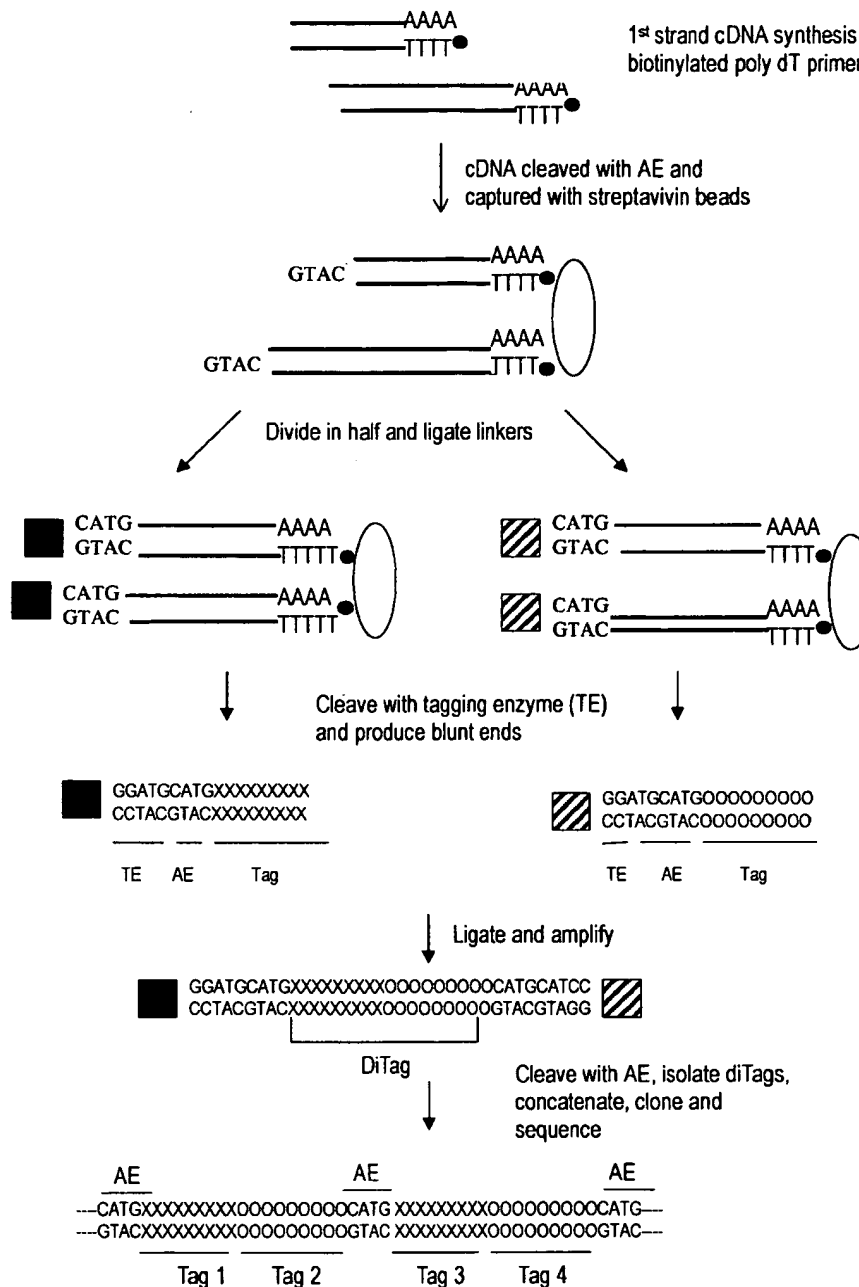 AAAA
TTTT
1st strand cDNA synthesis
biotinylated poly dT primer
AAAA
TTTT
cDNA cleaved with AE and
captured with streptavivin beads
AAAA
GTAC
TTTT
AAAA
GTAC
TTTT
Divide in half and ligate linkers
CATG AAAA
GTAC TTTTT
CATG AAAA
GTAC TTTTT
CATG AAAA
GTAC TTTT
CATG AAAA
GTAC TTTT
Cleave with tagging enzyme (TE)
and produce blunt ends
GGATGCATGXXXXXXXXX
CCTACGTACXXXXXXXXX
TE AE Tag
GGATGCATGOOOOOOOOO
CCTACGTACOOOOOOOOO
TE AE Tag
Ligate and amplify
GGATGCATGXXXXXXXXXOOOOOOOOOCATGCATCC
CCTACGTACXXXXXXXXXOOOOOOOOOGTACGTAGG
DiTag
Cleave with AE, isolate diTags,
concatenate, clone and
sequence
AE AE AE
----CATGXXXXXXXXXOOOOOOOOOCATGXXXXXXXXXOOOOOOOOOCATG----
----GTACXXXXXXXXXOOOOOOOOOGTACXXXXXXXXXOOOOOOOOOGTAC----
Tag 1 Tag 2 Tag 3 Tag 4